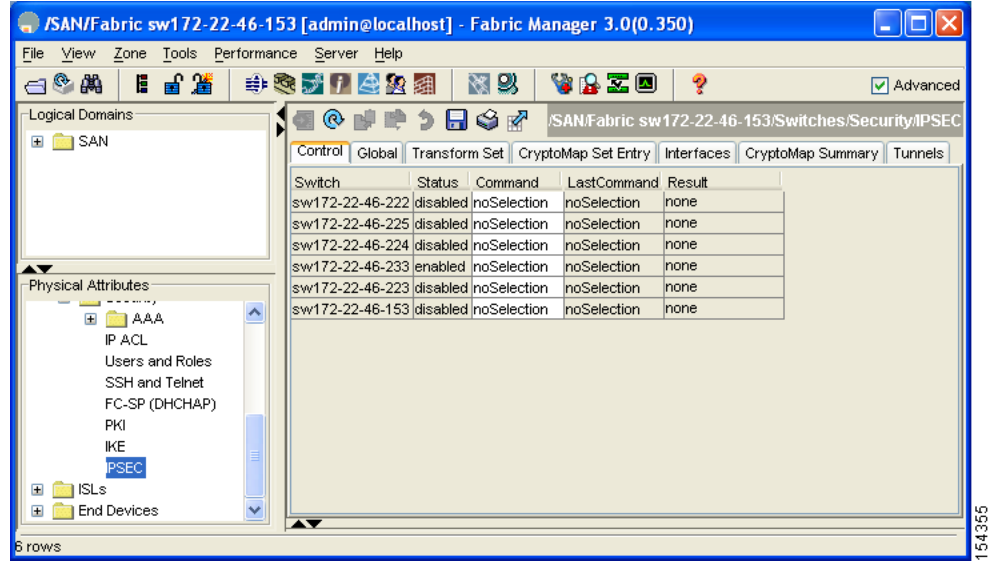 /SAN/Fabric sw172-22-46-153 [admin@localhost] - Fabric Manager 3.0(0.350)
File View Zone Tools Performance Server Help
Advanced
Logical Domains
SAN
/SAN/Fabric sw172-22-46-153/Switches/Security/IPSEC
Control Global Transform Set CryptoMap Set Entry Interfaces CryptoMap Summary Tunnels
Switch Status Command LastCommand Result
sw172-22-46-222 disabled noSelection noSelection none
sw172-22-46-225 disabled noSelection noSelection none
sw172-22-46-224 disabled noSelection noSelection none
sw172-22-46-233 enabled noSelection noSelection none
sw172-22-46-223 disabled noSelection noSelection none
sw172-22-46-153 disabled noSelection noSelection none
Physical Attributes
AAA
IP ACL
Users and Roles
SSH and Telnet
FC-SP (DHCHAP)
PKI
IKE
IPSEC
ISLs
End Devices
6 rows
154355